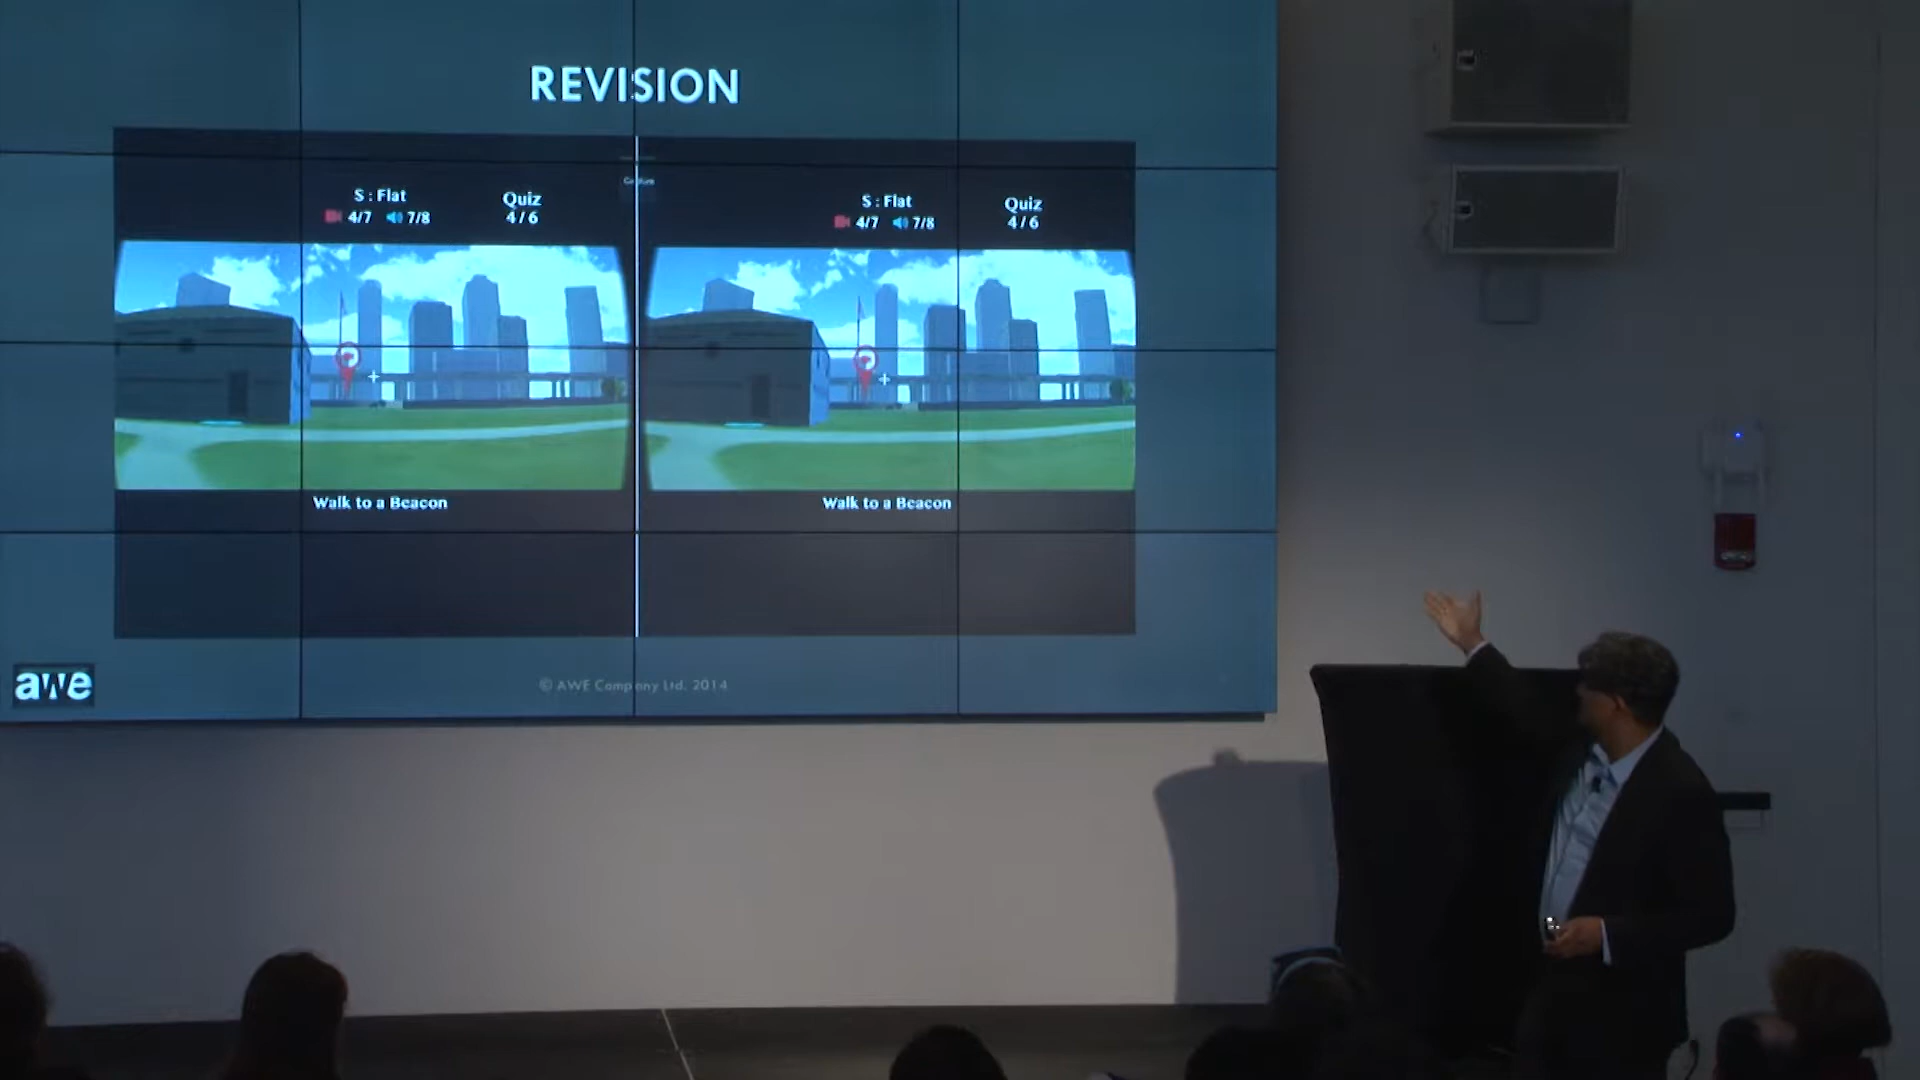 REVISION
S : Flat
4/7 7/8
Quiz
4 / 6
S : Flat
4/7 7/8
Quiz
4 / 6
Walk to a Beacon
Walk to a Beacon
awe
© AWE Company Ltd. 2014